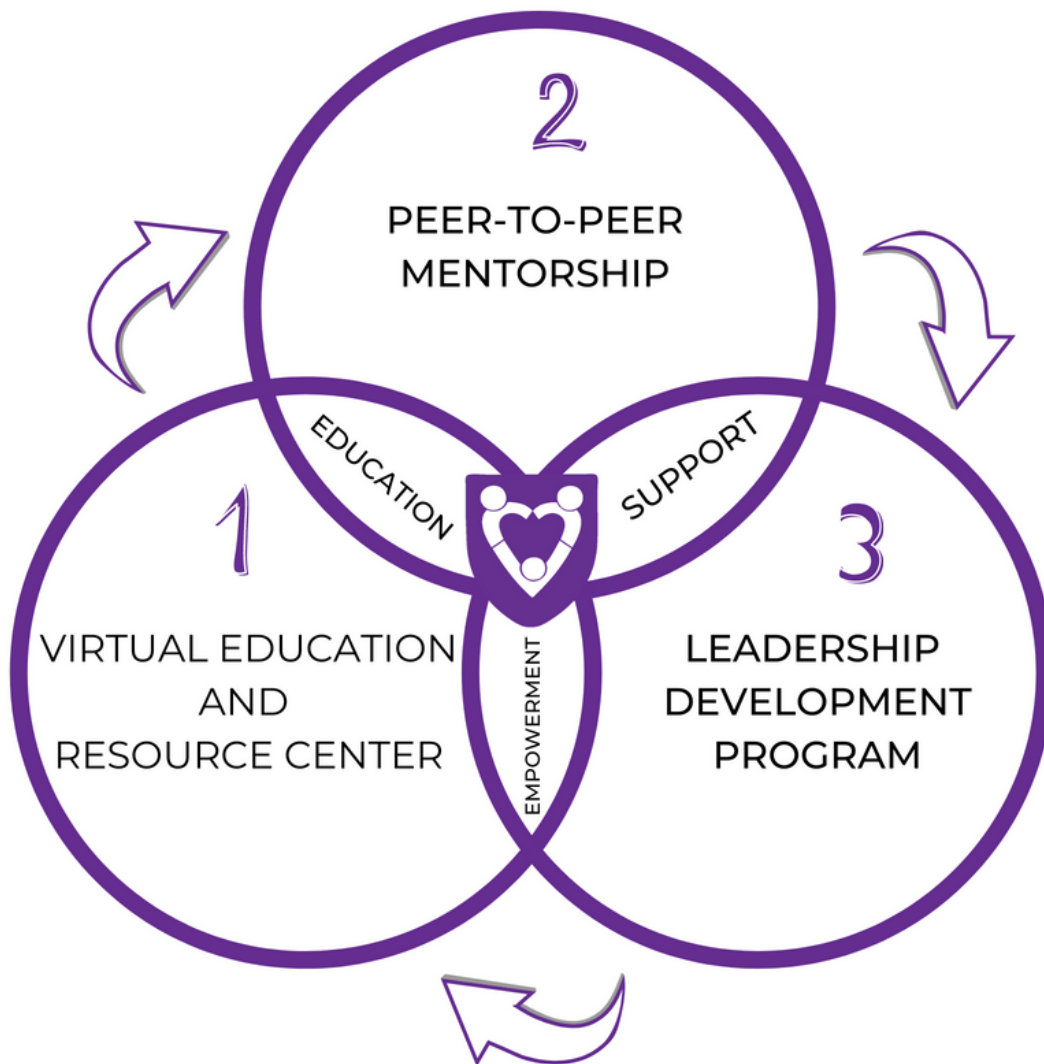 2
PEER-TO-PEER
MENTORSHIP
EDUCATION
SUPPORT
1
VIRTUAL EDUCATION
AND
RESOURCE CENTER
EMPOWERMENT
3
LEADERSHIP
DEVELOPMENT
PROGRAM